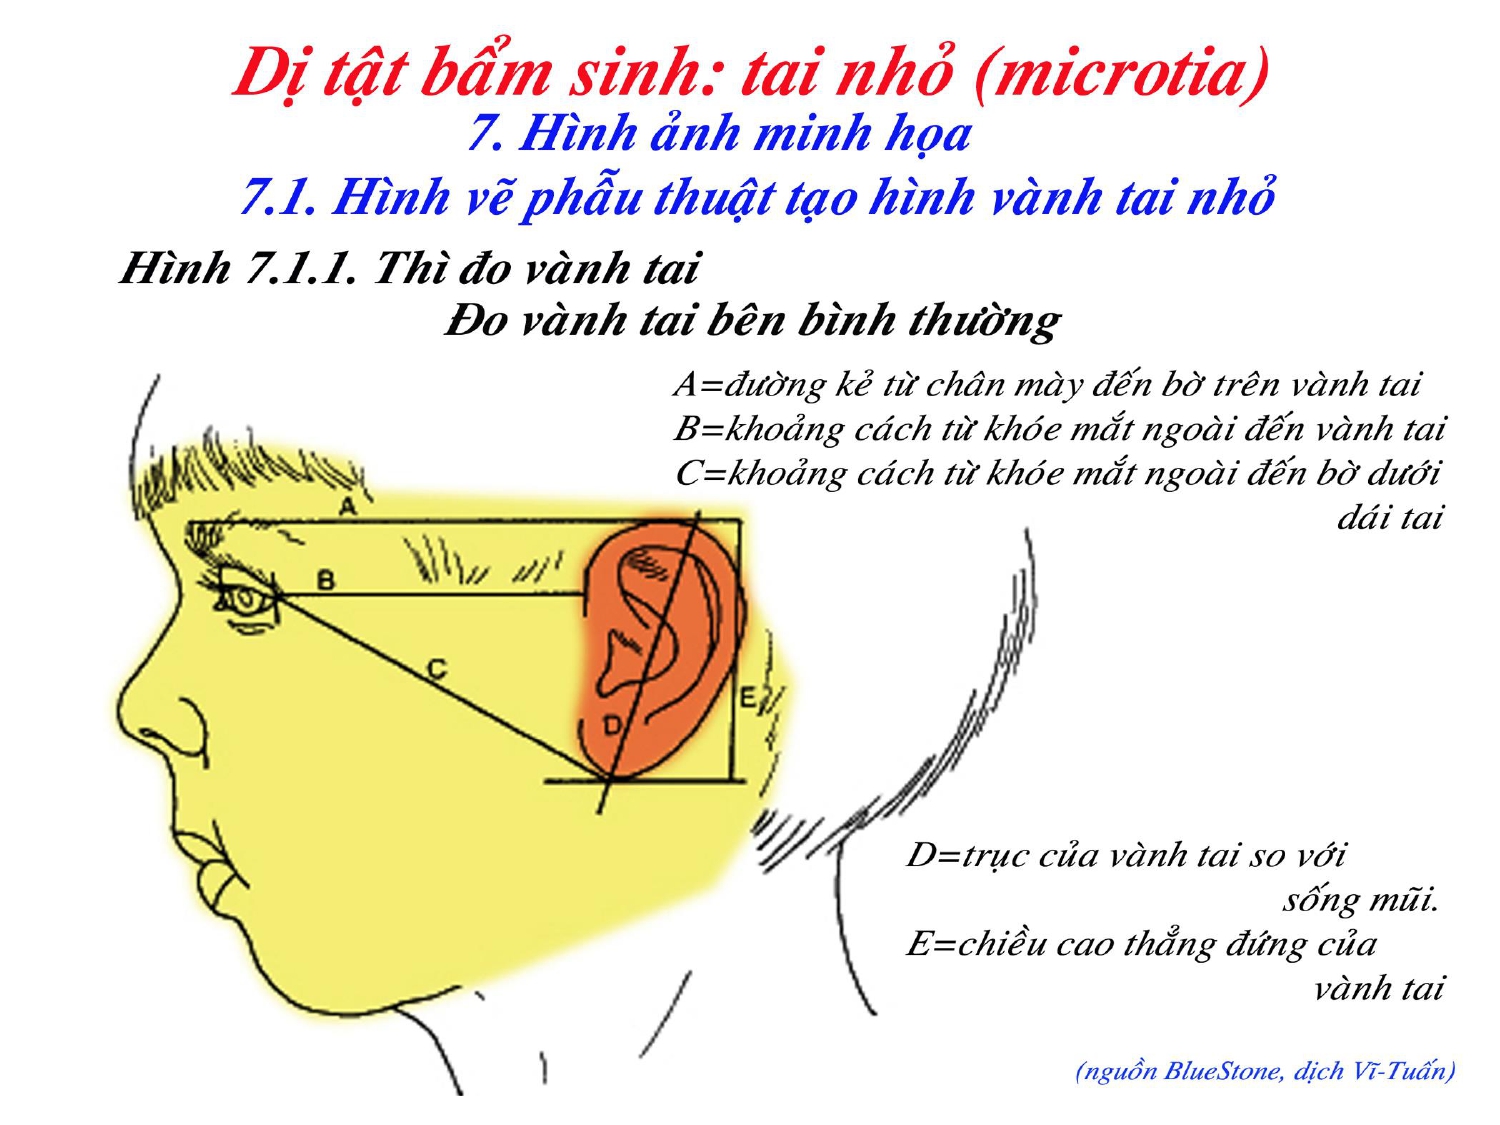 Dị tật bẩm sinh: tai nhỏ (microtia)
7. Hình ảnh minh họa
7.1. Hình vẽ phẫu thuật tạo hình vành tai nhỏ
Hình 7.1.1. Thì đo vành tai
Đo vành tai bên bình thường
A=đường kẻ từ chân mày đến bờ trên vành tai
B=khoảng cách từ khóe mắt ngoài đến vành tai
C=khoảng cách từ khóe mắt ngoài đến bờ dưới
dái tai
A
B
C
D
E
D=trục của vành tai so với
sống mũi.
E=chiều cao thẳng đứng của
vành tai
(nguồn BlueStone, dịch Vĩ-Tuấn)